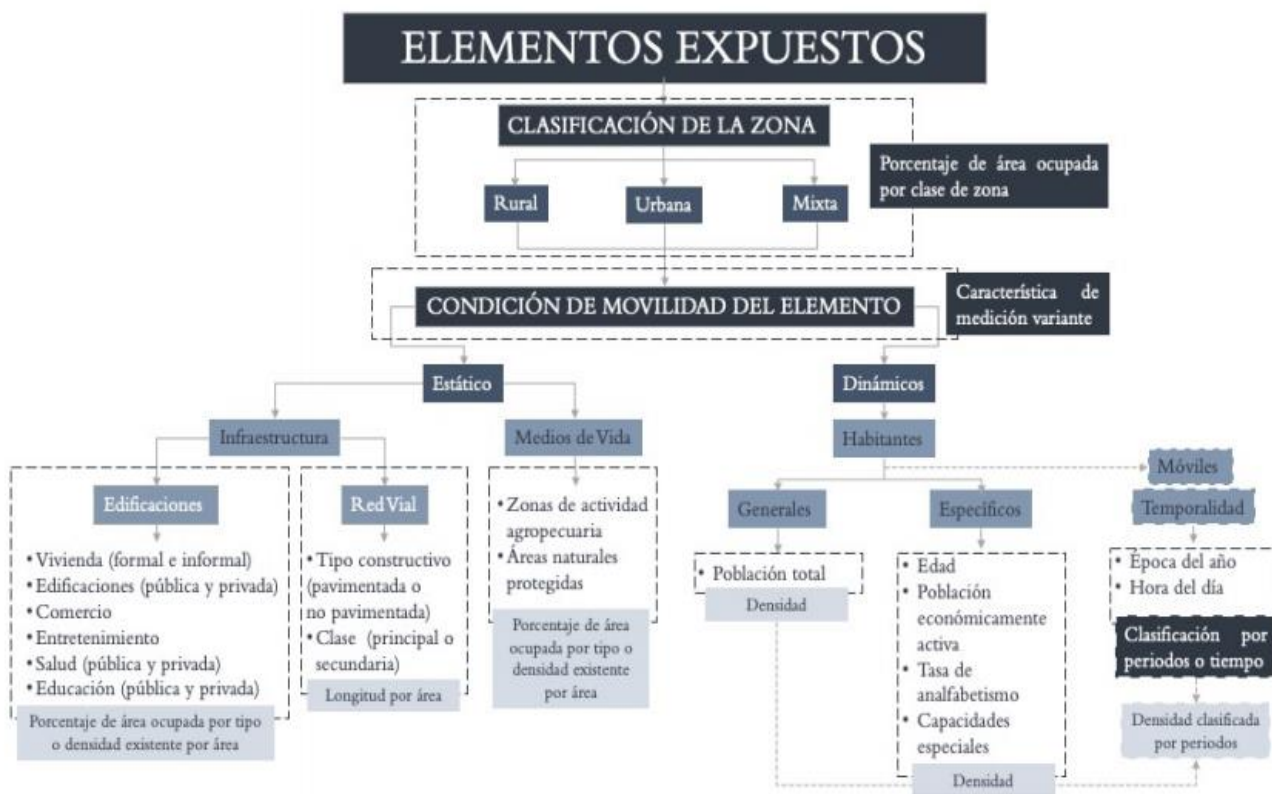 ELEMENTOS EXPUESTOS
CLASIFICACIÓN DE LA ZONA
Porcentaje de área ocupada
por clase de zona
Rural
Urbana
Mixta
CONDICIÓN DE MOVILIDAD DEL ELEMENTO
Característica de
medición variante
Estático
Dinámicos
Infraestructura
Medios de Vida
Habitantes
Móviles
Edificaciones
• Vivienda (formal e informal)
• Edificaciones (pública y privada)
• Comercio
• Entretenimiento
• Salud (pública y privada)
• Educación (pública y privada)
Porcentaje de área ocupada por tipo
o densidad existente por área
Red Vial
• Tipo constructivo
(pavimentada o
no pavimentada)
• Clase (principal o
secundaria)
Longitud por área
• Zonas de actividad
agropecuaria
• Áreas naturales
protegidas
Porcentaje de área
ocupada por tipo o
densidad existente
por área
Generales
• Población total
Densidad
Específicos
• Edad
• Población
económicamente
activa
• Tasa de
analfabetismo
• Capacidades
especiales
Densidad
Temporalidad
• Época del año
• Hora del día
Clasificación por
periodos o tiempo
Densidad clasificada
por periodos